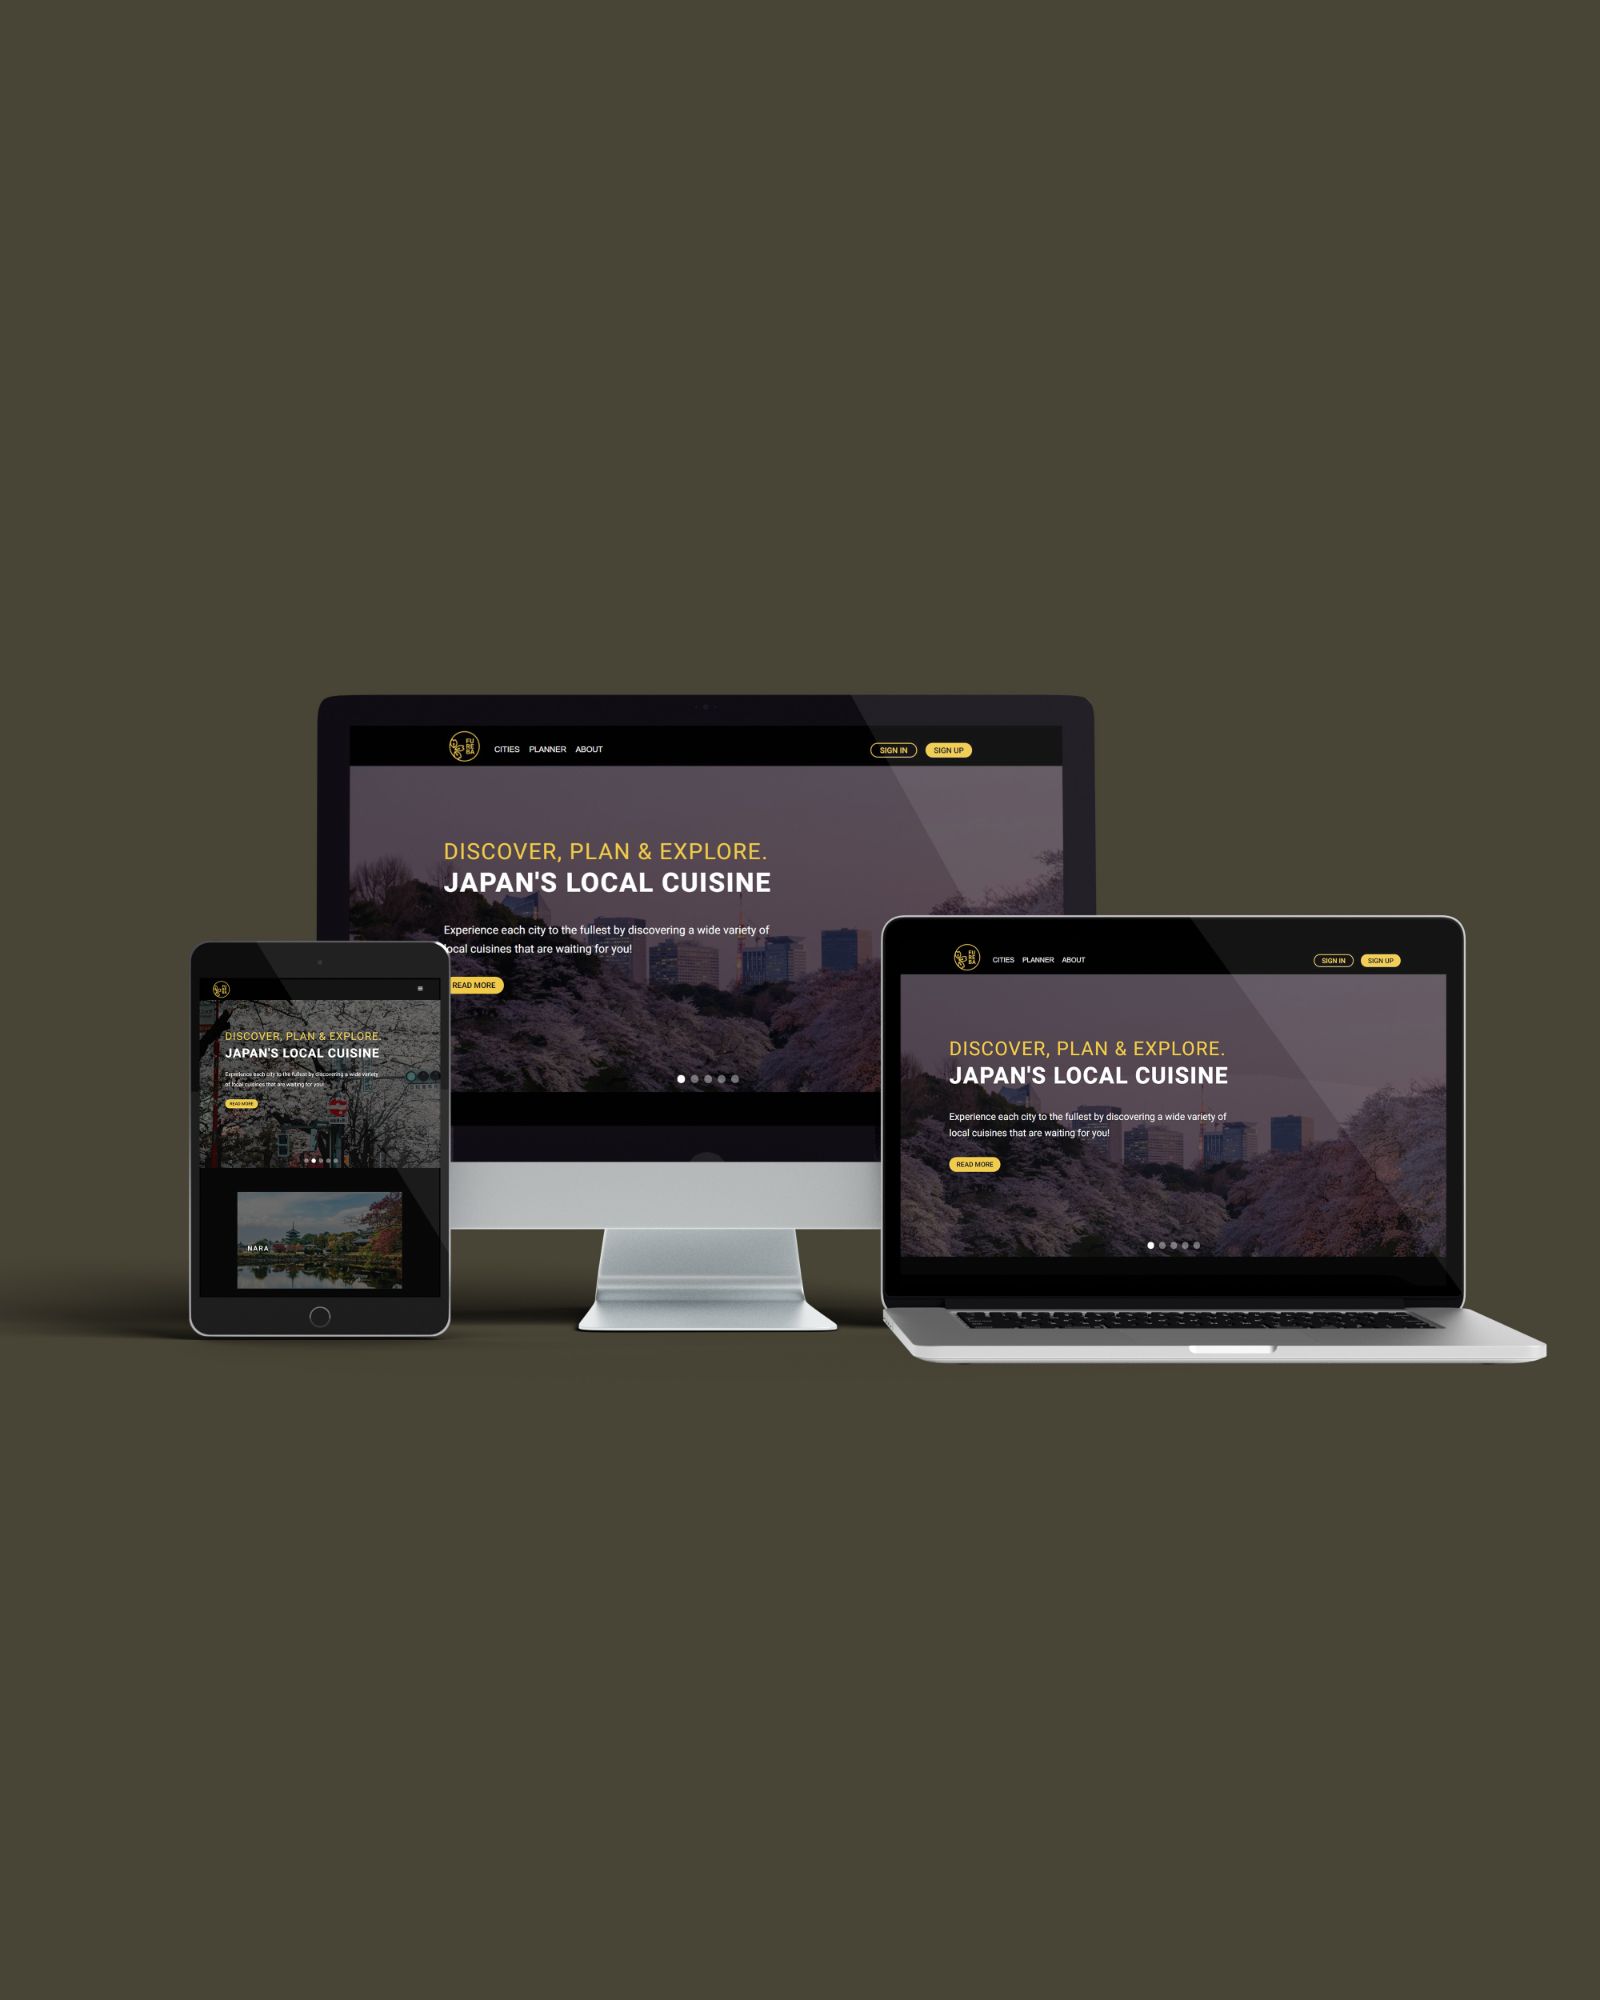 FU
RE
BA
CITIES PLANNER ABOUT
SIGN IN SIGN UP
DISCOVER, PLAN & EXPLORE.
JAPAN'S LOCAL CUISINE
Experience each city to the fullest by discovering a wide variety of
local cuisines that are waiting for you!
READ MORE
DISCOVER, PLAN & EXPLORE.
JAPAN'S LOCAL CUISINE
Experience each city to the fullest by discovering a wide variety
of local cuisines that are waiting for you!
READ MORE
NARA
FU
RE
BA
CITIES PLANNER ABOUT
SIGN IN SIGN UP
DISCOVER, PLAN & EXPLORE.
JAPAN'S LOCAL CUISINE
Experience each city to the fullest by discovering a wide variety of
local cuisines that are waiting for you!
READ MORE